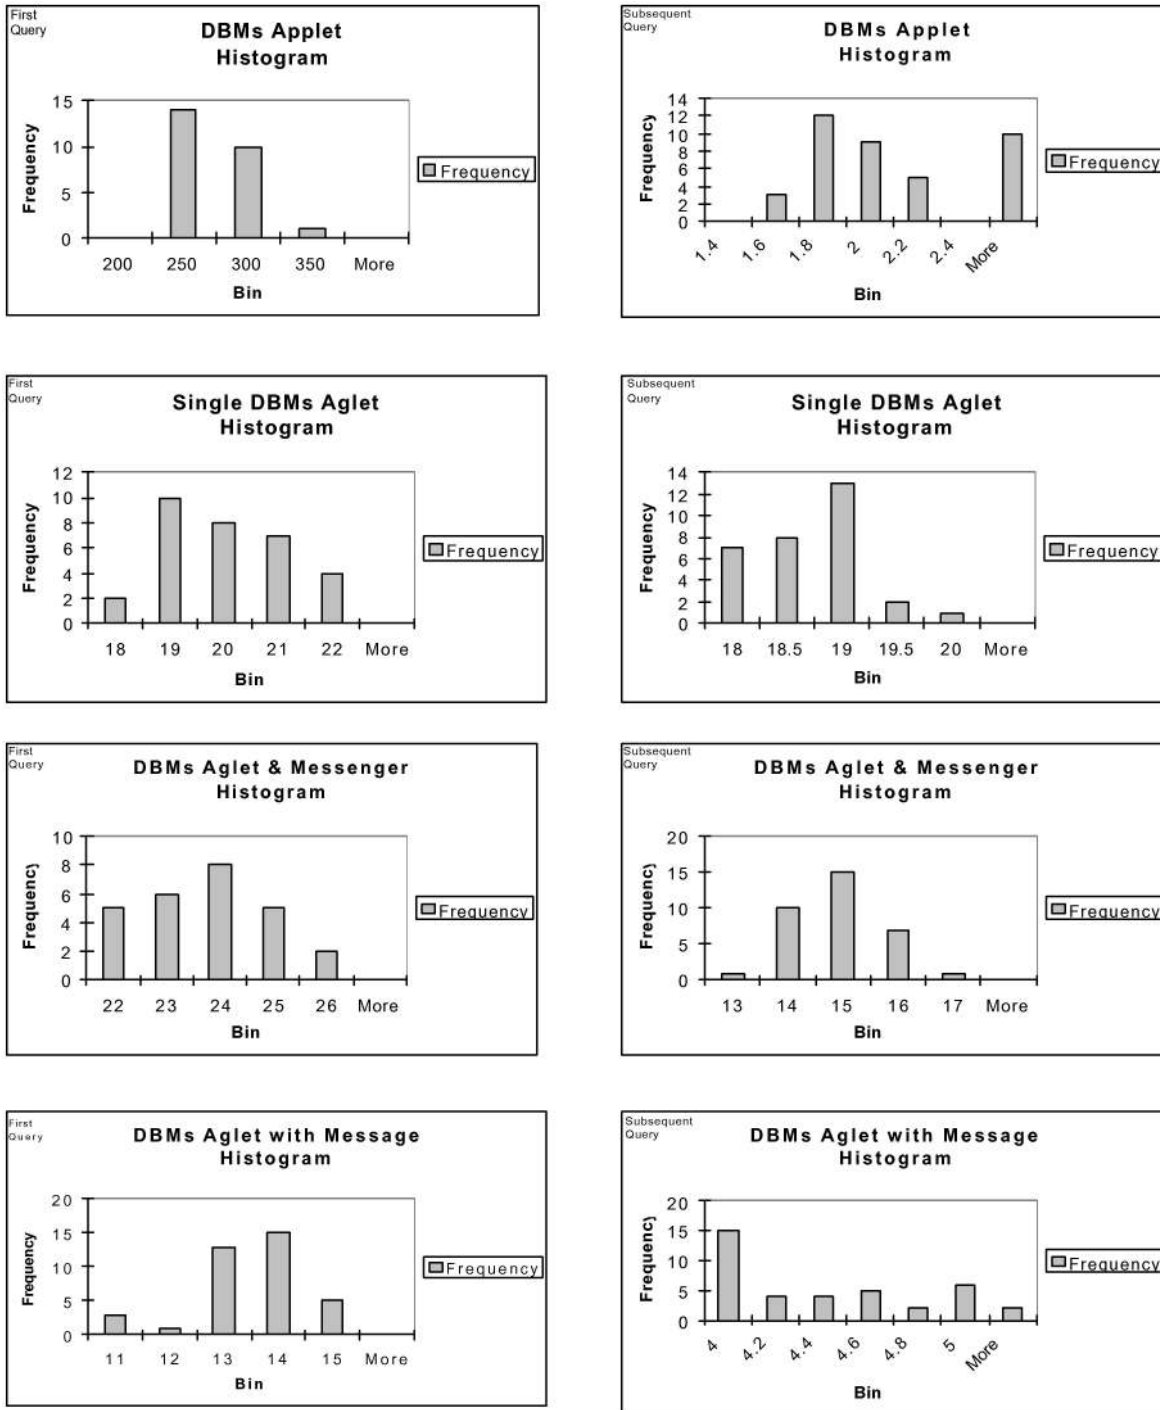 First
Query
DBMs Applet
Histogram
Frequency
15
10
5
0
200 250 300 350 More
Bin
Frequency
Subsequent
Query
DBMs Applet
Histogram
Frequency
14
12
10
8
6
4
2
0
1.4 1.6 1.8 2 2.2 2.4 More
Bin
Frequency
First
Query
Single DBMs Aglet
Histogram
Frequency
12
10
8
6
4
2
0
18 19 20 21 22 More
Bin
Frequency
Subsequent
Query
Single DBMs Aglet
Histogram
Frequency
14
12
10
8
6
4
2
0
18 18.5 19 19.5 20 More
Bin
Frequency
First
Query
DBMs Aglet & Messenger
Histogram
Frequency
10
8
6
4
2
0
22 23 24 25 26 More
Bin
Frequency
Subsequent
Query
DBMs Aglet & Messenger
Histogram
Frequency
20
15
10
5
0
13 14 15 16 17 More
Bin
Frequency
First
Query
DBMs Aglet with Message
Histogram
Frequency
20
15
10
5
0
11 12 13 14 15 More
Bin
Frequency
Subsequent
Query
DBMs Aglet with Message
Histogram
Frequency
20
15
10
5
0
4 4.2 4.4 4.6 4.8 5 More
Bin
Frequency